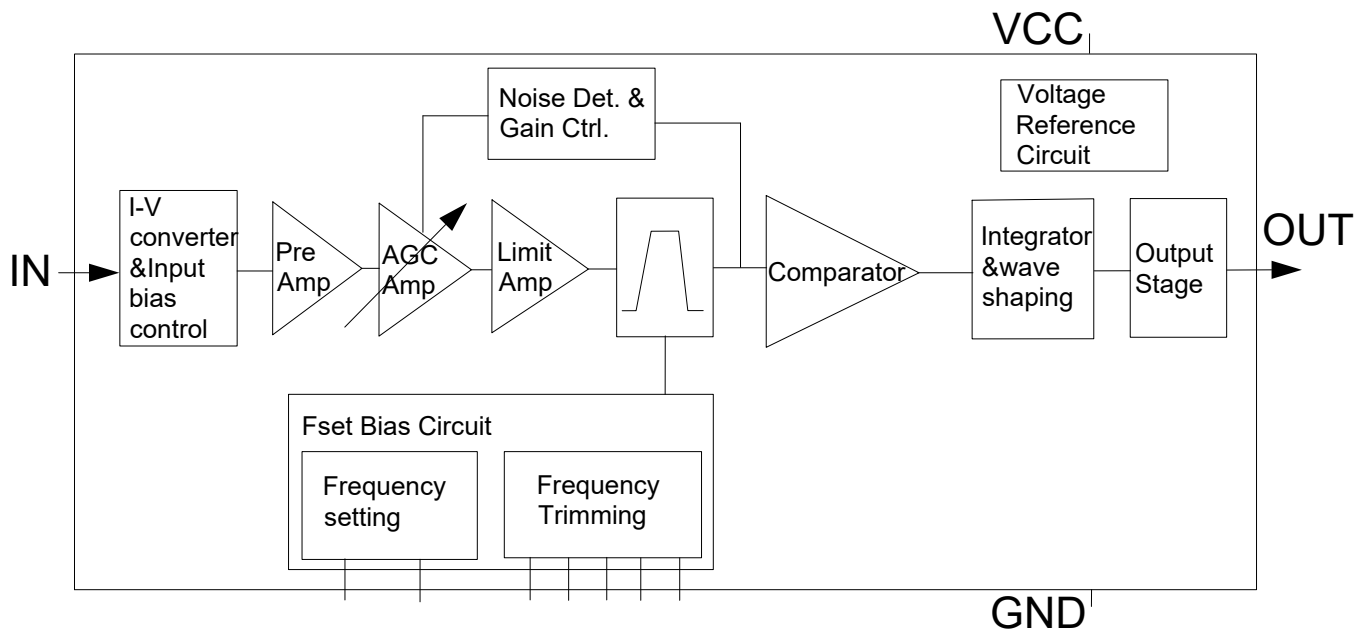 VCC
Noise Det. &
Gain Ctrl.
Voltage
Reference
Circuit
IN
I-V
converter
&Input
bias
control
Pre
Amp
AGC
Amp
Limit
Amp
Comparator
Integrator
&wave
shaping
Output
Stage
OUT
Fset Bias Circuit
Frequency
setting
Frequency
Trimming
GND